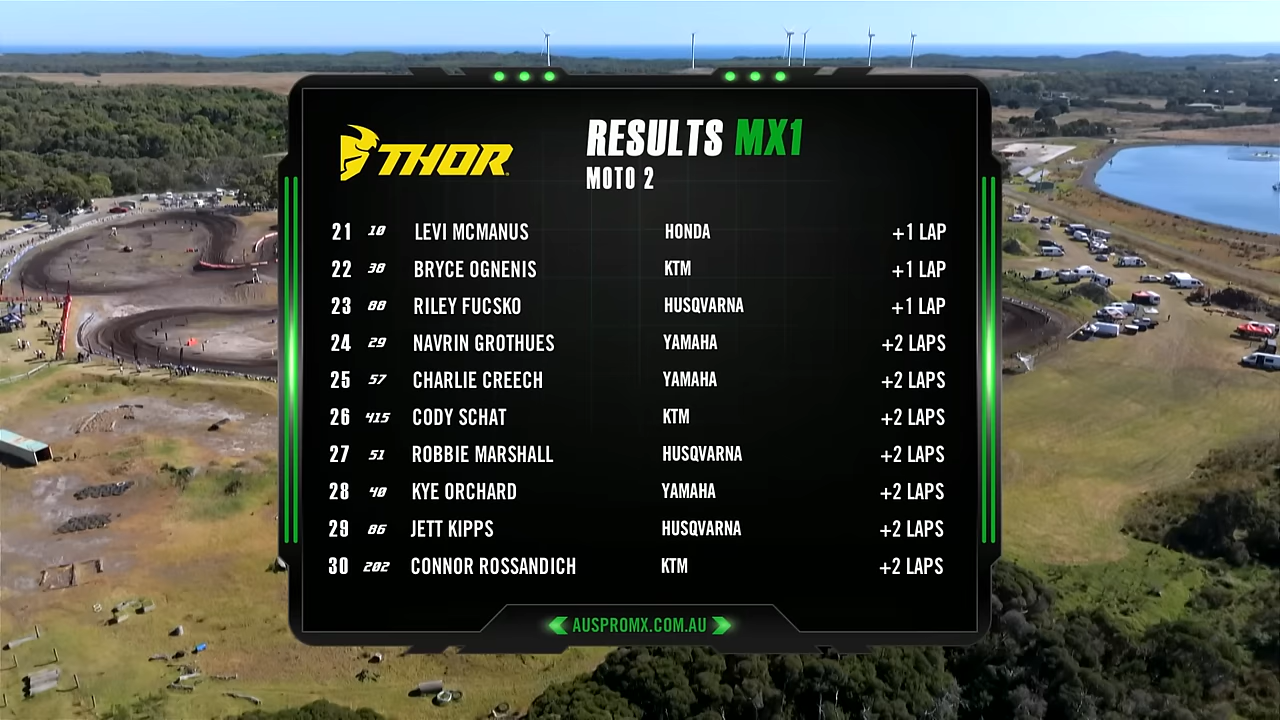 THOR
RESULTS MX1
MOTO 2
21 10 LEVI MCMANUS HONDA +1 LAP
22 30 BRYCE OGNENIS KTM +1 LAP
23 80 RILEY FUCSKO HUSQVARNA +1 LAP
24 29 NAVRIN GROTHUES YAMAHA +2 LAPS
25 57 CHARLIE CREECH YAMAHA +2 LAPS
26 415 CODY SCHAT KTM +2 LAPS
27 51 ROBBIE MARSHALL HUSQVARNA +2 LAPS
28 40 KYE ORCHARD YAMAHA +2 LAPS
29 86 JETT KIPPS HUSQVARNA +2 LAPS
30 202 CONNOR ROSSANDICH KTM +2 LAPS
AUSPROMX.COM.AU